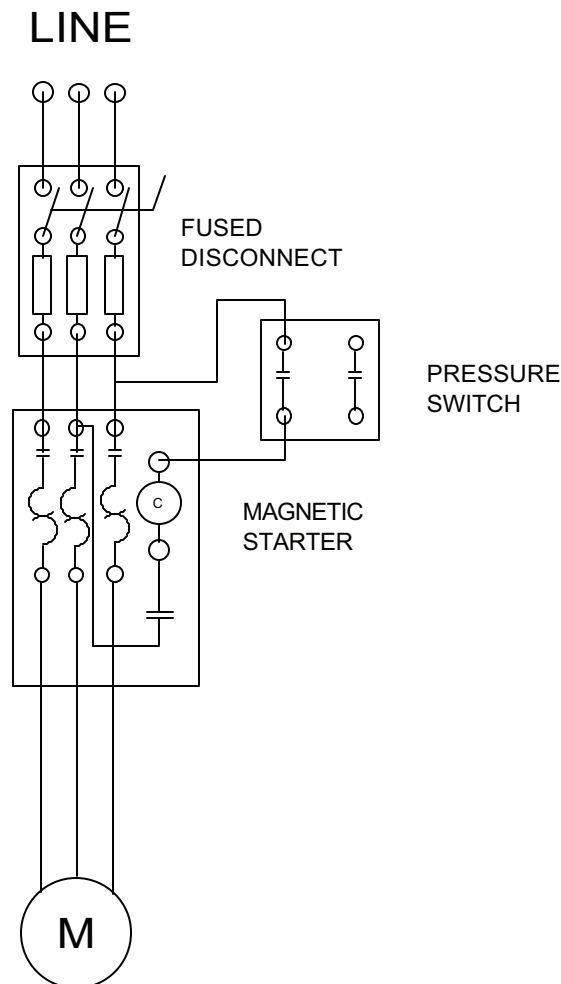 LINE
FUSED
DISCONNECT
PRESSURE
SWITCH
C
MAGNETIC
STARTER
M